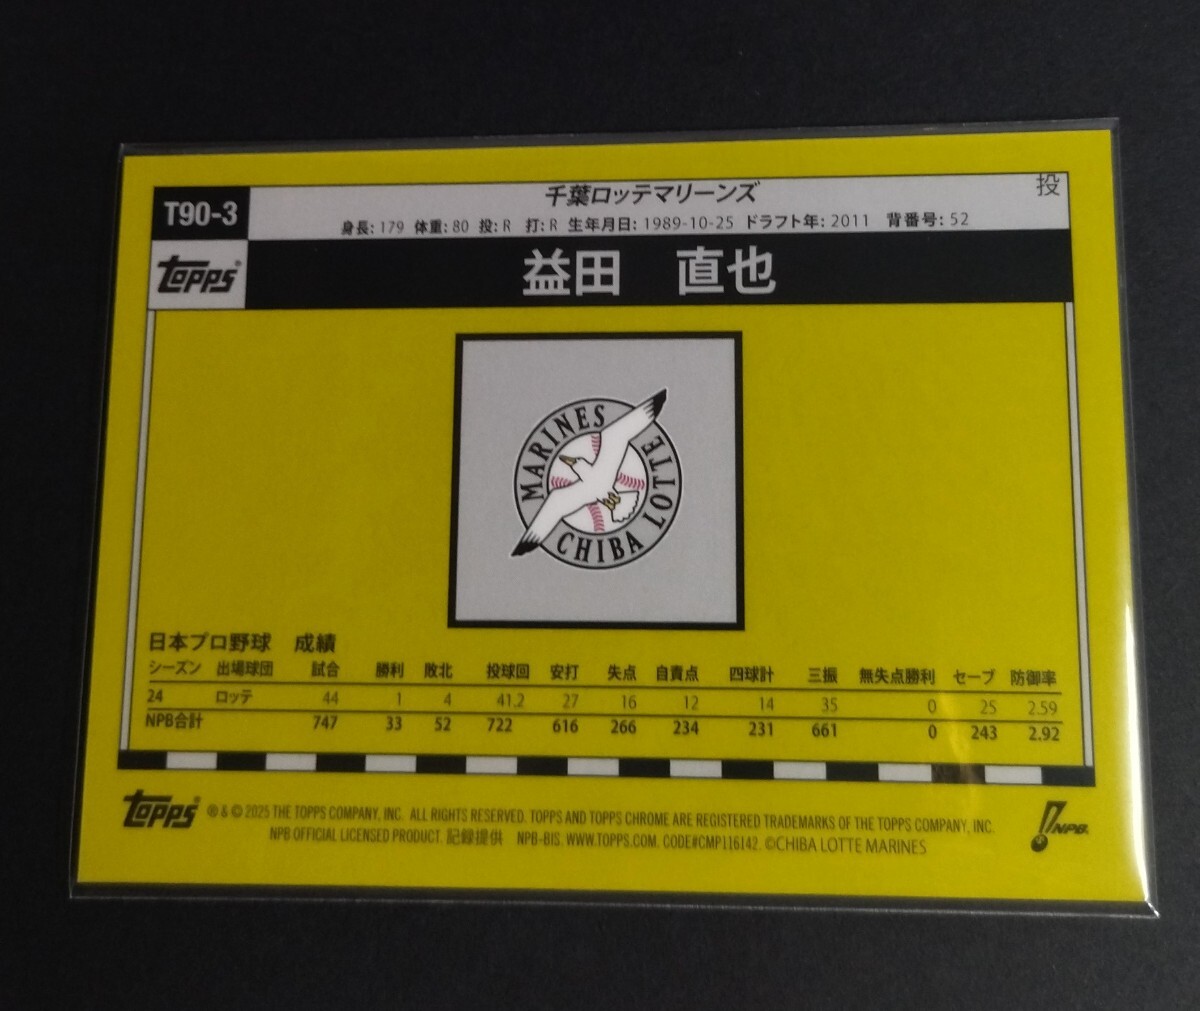 T90-3
千葉ロッテマリーンズ
投
身長: 179 体重: 80 投: R 打: R 生年月日: 1989-10-25 ドラフト年: 2011 背番号: 52
TOPPS®
益田 直也
MARINES
CHIBA LOTTE
日本プロ野球 成績
シーズン 出場球団 試合 勝利 敗北 投球回 安打 失点 自責点 四球計 三振 無失点勝利 セーブ 防御率
24 ロッテ 44 1 4 41.2 27 16 12 14 35 0 25 2.59
NPB合計 747 33 52 722 616 266 234 231 661 0 243 2.92
TOPPS® ® & © 2025 THE TOPPS COMPANY, INC. ALL RIGHTS RESERVED. TOPPS AND TOPPS CHROME ARE REGISTERED TRADEMARKS OF THE TOPPS COMPANY, INC.
NPB OFFICIAL LICENSED PRODUCT. 記録提供 NPB-BIS. WWW.TOPPS.COM. CODE#CMP116142. ©CHIBA LOTTE MARINES
NPB